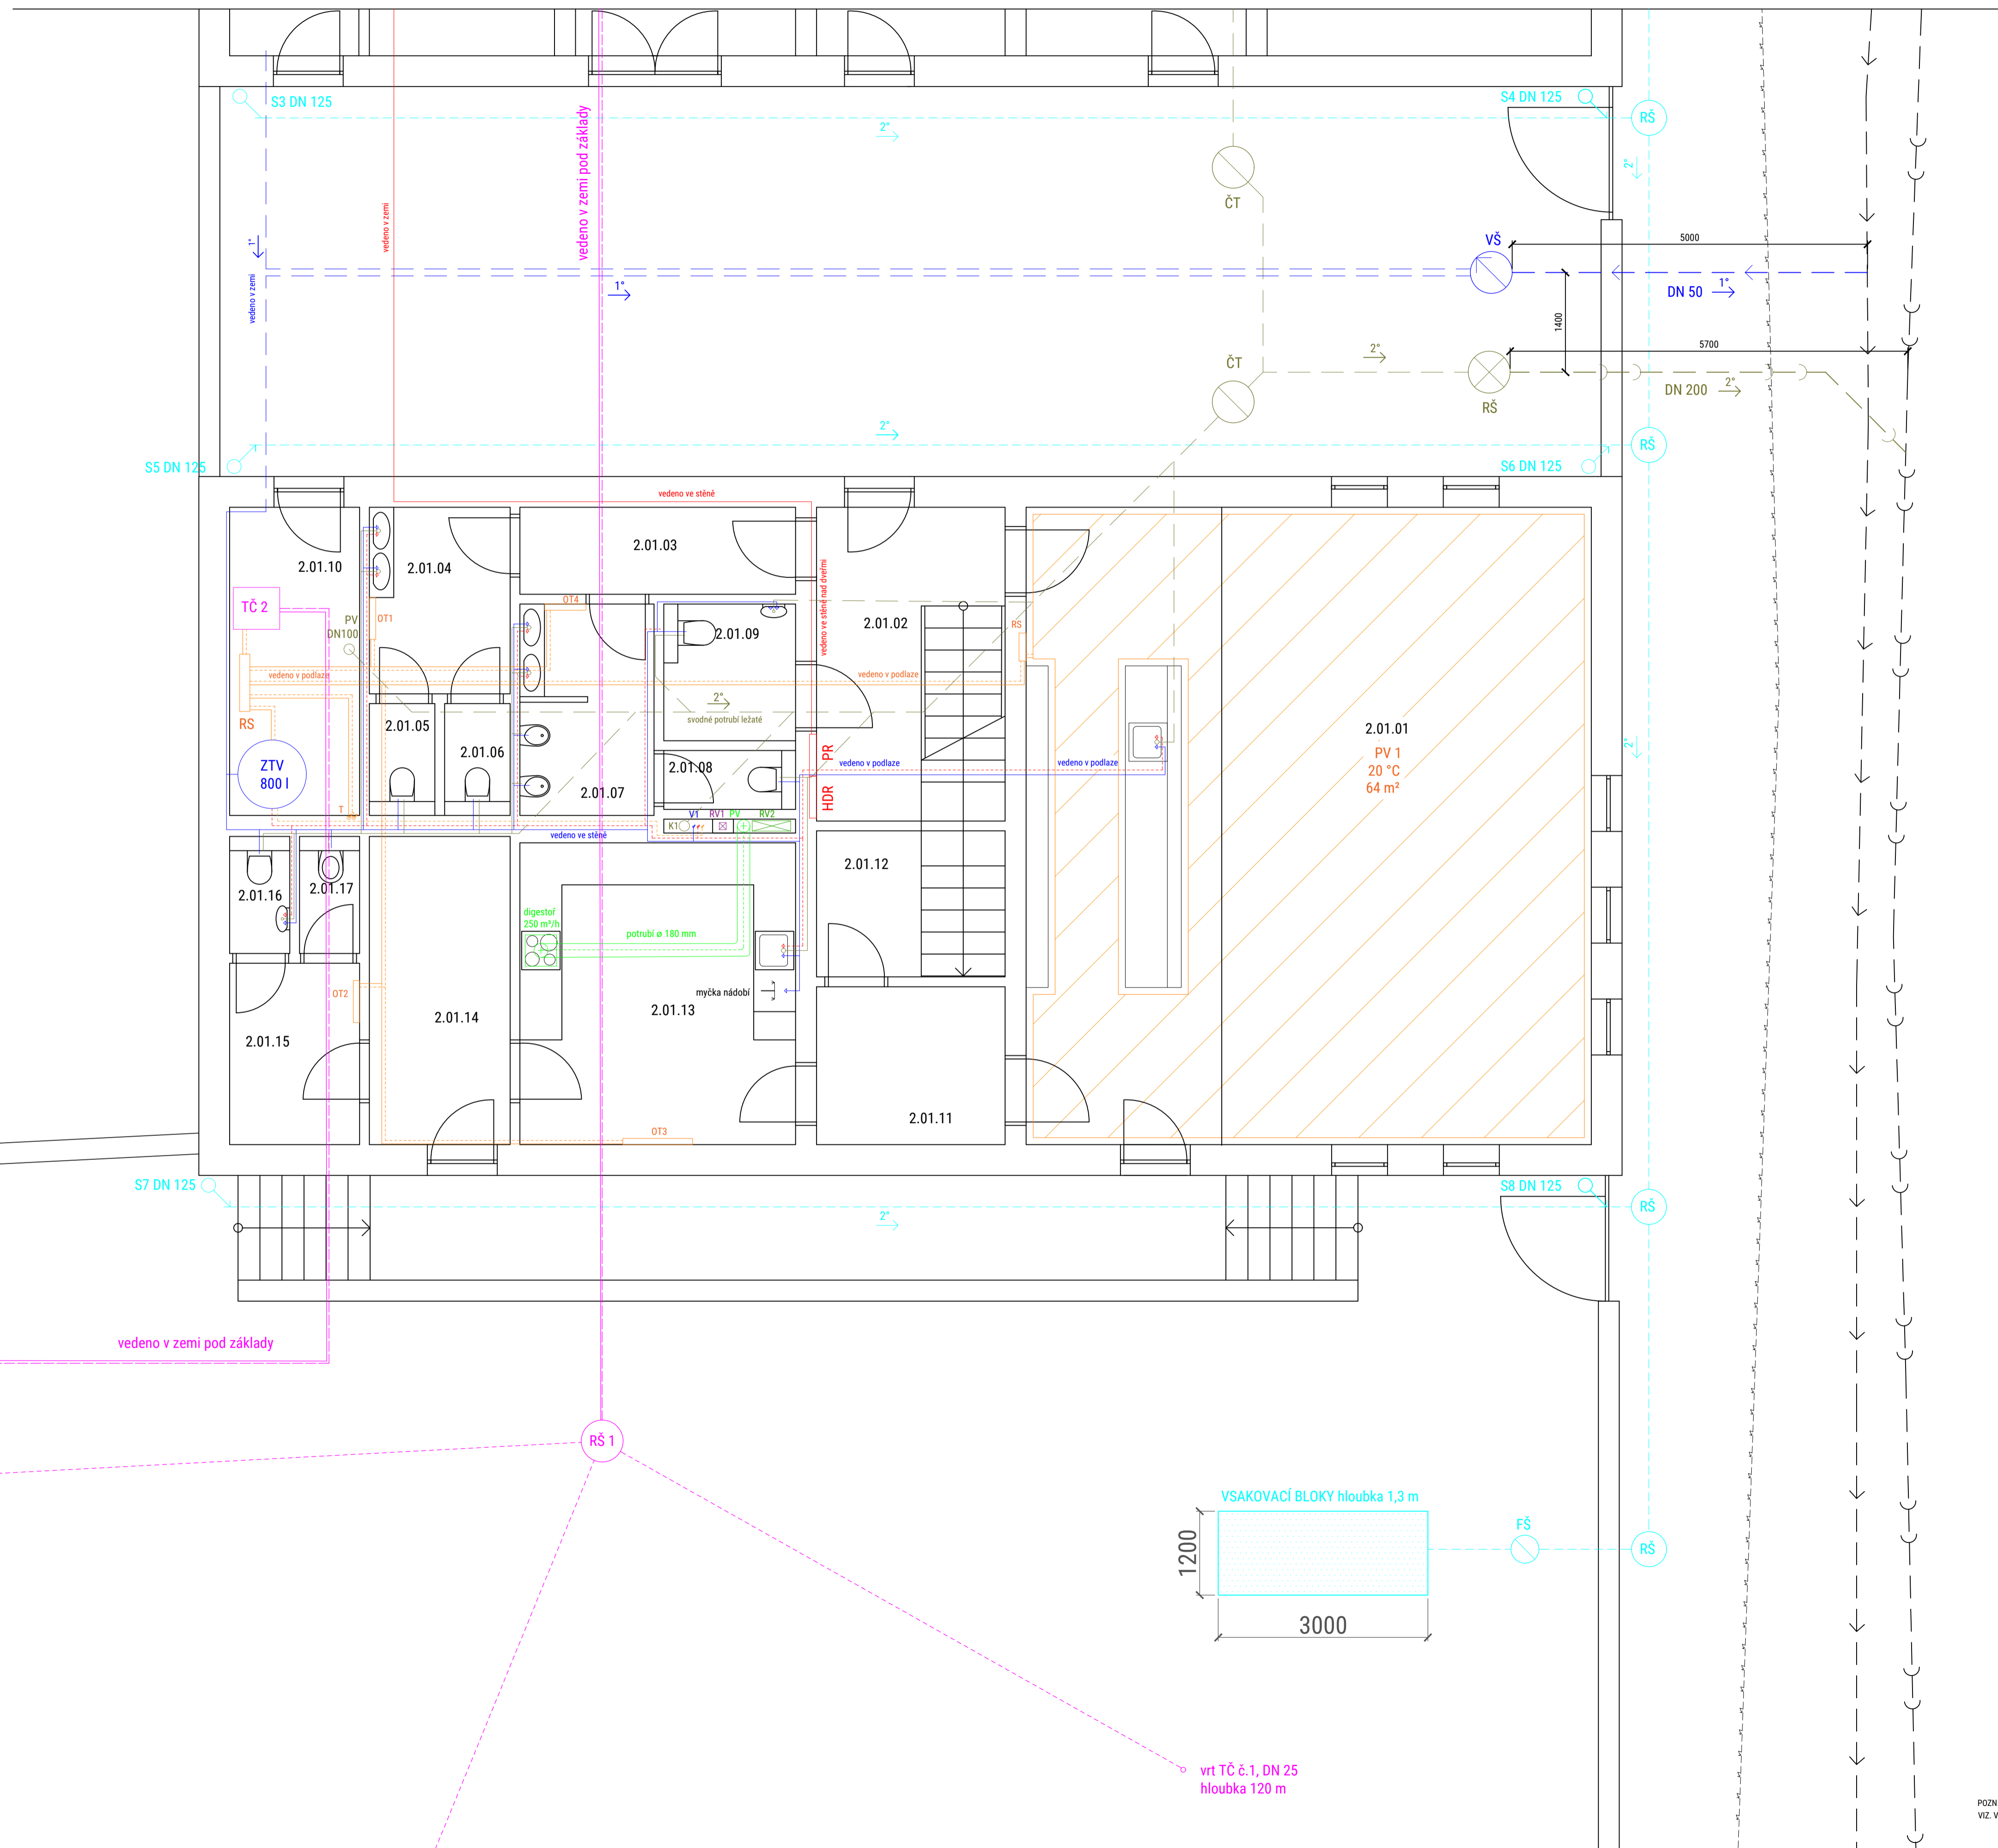 S3 DN 125
S4 DN 125
RŠ
2°
2°
vedeno v zemi pod základy
vedeno v zemi
ČT
1°
vedeno v zemi
VŠ
5000
1°
DN 50
1°
1400
5700
ČT
2°
RŠ
DN 200
2°
2°
RŠ
S5 DN 125
S6 DN 125
vedeno ve stěně
2.01.03
2.01.10
2.01.04
vedeno ve stěně nad dveřmi
TČ 2
PV
DN100
OT1
OT4
2.01.09
2.01.02
RS
vedeno v podlaze
vedeno v podlaze
2°
svodné potrubí ležaté
RS
2.01.05
2.01.06
2.01.01
PV 1
20 °C
64 m²
2°
ZTV
800 l
2.01.08
PR
vedeno v podlaze
vedeno v podlaze
2.01.07
HDR
T
K1
V1
RV1
PV
RV2
vedeno ve stěně
2.01.12
2.01.16
2.01.17
digestoř
250 m³/h
potrubí ø 180 mm
OT2
myčka nádobí
2.01.13
2.01.14
2.01.15
2.01.11
OT3
S7 DN 125
S8 DN 125
RŠ
2°
vedeno v zemi pod základy
RŠ 1
VSAKOVACÍ BLOKY hloubka 1,3 m
1200
FŠ
RŠ
3000
vrt TČ č.1, DN 25
hloubka 120 m
POZN
VIZ. V